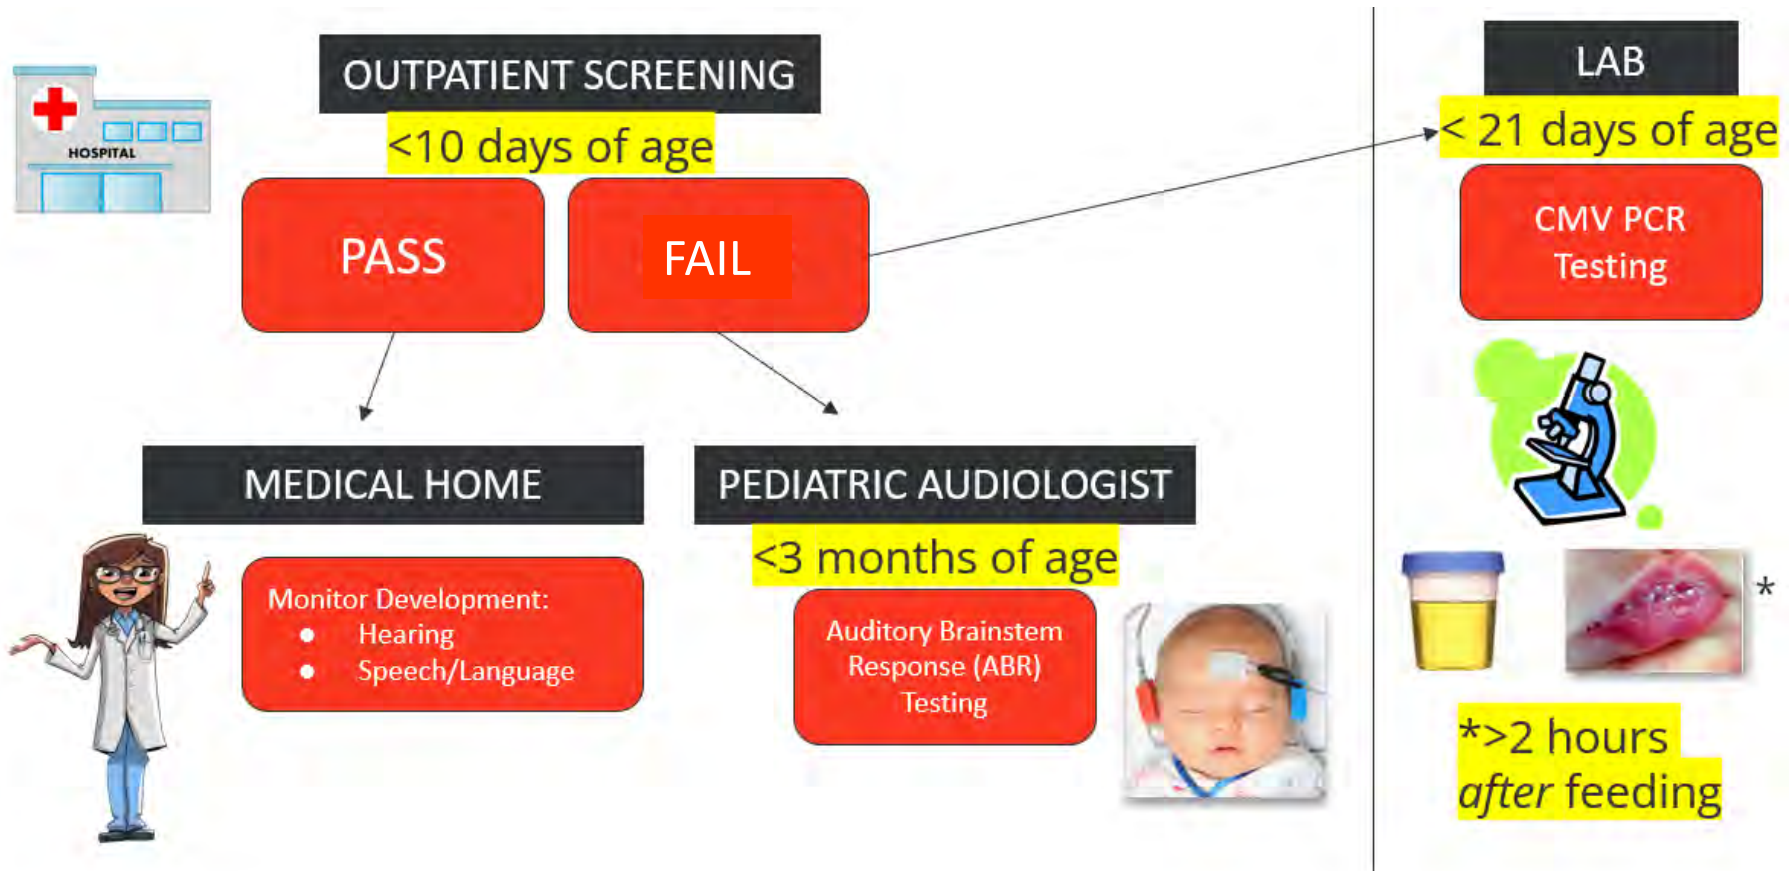 OUTPATIENT SCREENING
<10 days of age
HOSPITAL
PASS
FAIL
MEDICAL HOME
Monitor Development:
● Hearing
● Speech/Language
PEDIATRIC AUDIOLOGIST
<3 months of age
Auditory Brainstem
Response (ABR)
Testing
LAB
< 21 days of age
CMV PCR
Testing
*
*>2 hours
after feeding